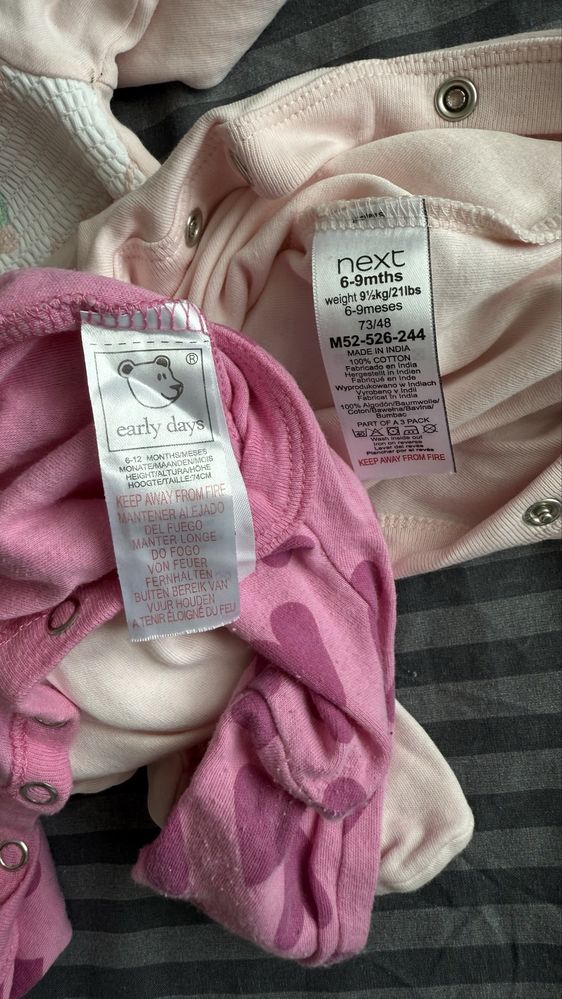 next
6-9mths
weight 9½kg/21lbs
6-9meses
73/48
M52-526-244
MADE IN INDIA
100% COTTON
Fabricado en India
Hergestellt in Indien
Fabriqué en Inde
Wyprodukowano w Indiach
Vyrobeno v Indii
Fabricat în India
100% Algodón/Baumwolle/
Coton/Bawełna/Bavlna/
Bumbac
PART OF A 3 PACK
Wash inside out
Iron on reverse
KEEP AWAY FROM FIRE
®
early days
6-12 MONTHS/MESES
MONATE/MAANDEN/MOIS
HEIGHT/ALTURA/HÖHE
HOOGTE/TAILLE:74CM
KEEP AWAY FROM FIRE
MANTENER ALEJADO
DEL FUEGO
MANTER LONGE
DO FOGO
VON FEUER
FERNHALTEN
BUITEN BEREIK VAN
VUUR HOUDEN
A TENIR ÉLOIGNÉ DU FEU